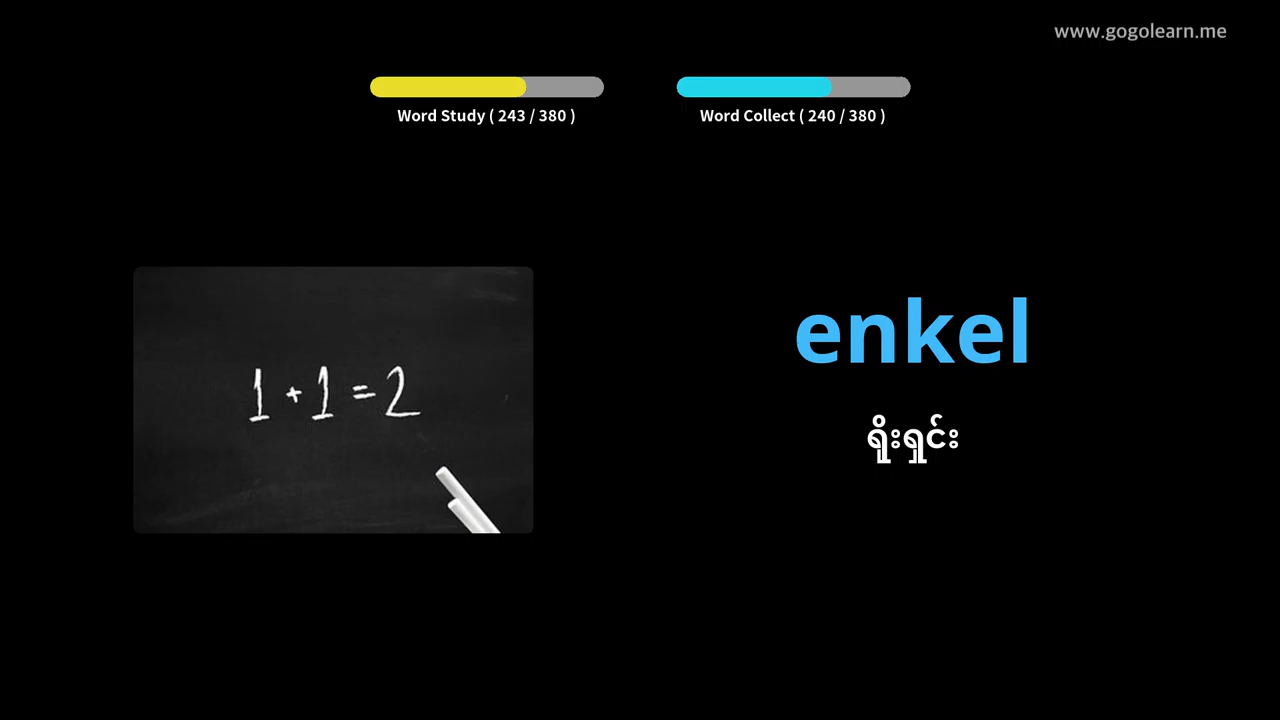 www.gogolearn.me
Word Study ( 243 / 380 )
Word Collect ( 240 / 380 )
1 + 1 = 2
enkel
ရိုးရှင်း